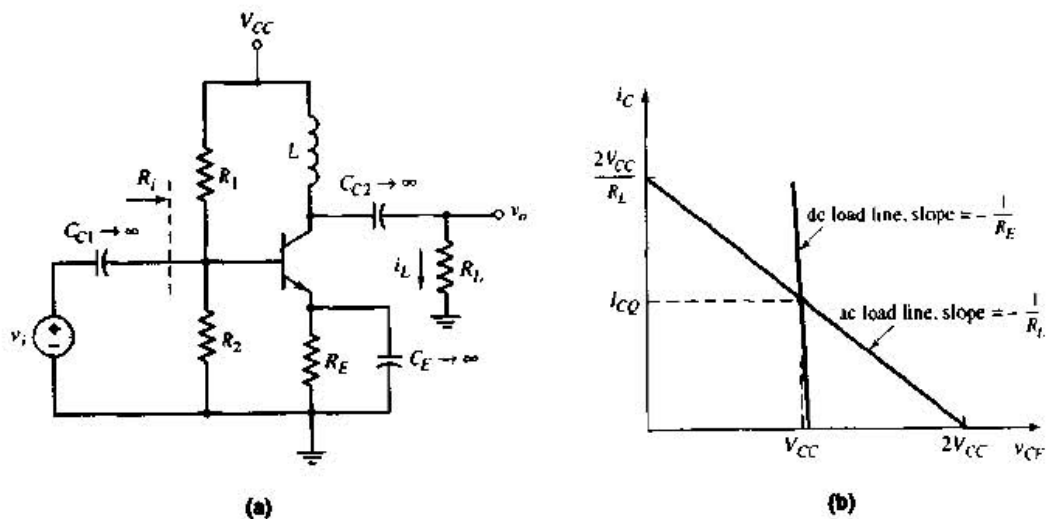 V_CC
L
R_1
R_i
C_C2 → ∞
v_o
C_C1 → ∞
i_L
R_L
v_i
R_2
R_E
C_E → ∞
(a)
i_C
2V_CC
R_L
dc load line, slope = - 1/R_E
I_CQ
ac load line, slope = - 1/R_L
V_CC
2V_CC
v_CE
(b)